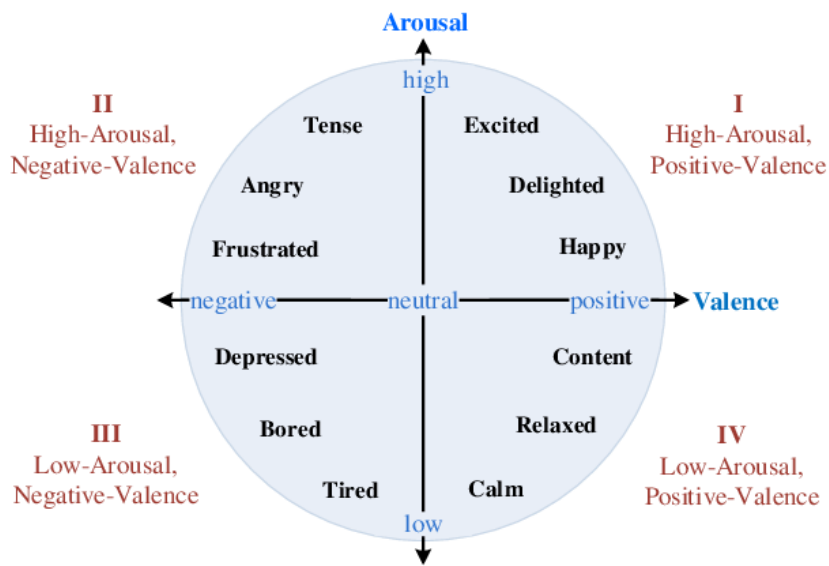 Arousal
high
II
High-Arousal,
Negative-Valence
I
High-Arousal,
Positive-Valence
Tense
Excited
Angry
Delighted
Frustrated
Happy
negative
neutral
positive
Valence
Depressed
Content
Bored
Relaxed
Tired
Calm
III
Low-Arousal,
Negative-Valence
IV
Low-Arousal,
Positive-Valence
low